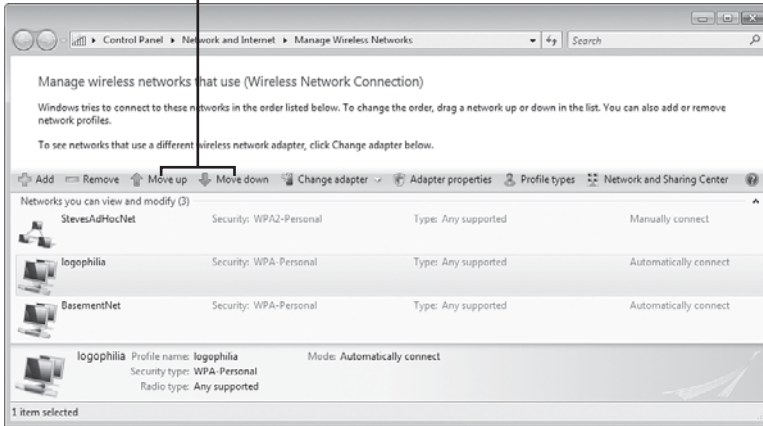 Control Panel ▸ Network and Internet ▸ Manage Wireless Networks
Search
Manage wireless networks that use (Wireless Network Connection)
Windows tries to connect to these networks in the order listed below. To change the order, drag a network up or down in the list. You can also add or remove
network profiles.
To see networks that use a different wireless network adapter, click Change adapter below.
Add Remove Move up Move down Change adapter Adapter properties Profile types Network and Sharing Center
Networks you can view and modify (3)
StevesAdHocNet Security: WPA2-Personal Type: Any supported Manually connect
logophilia Security: WPA-Personal Type: Any supported Automatically connect
BasementNet Security: WPA-Personal Type: Any supported Automatically connect
logophilia Profile name: logophilia Mode: Automatically connect
Security type: WPA-Personal
Radio type: Any supported
1 item selected